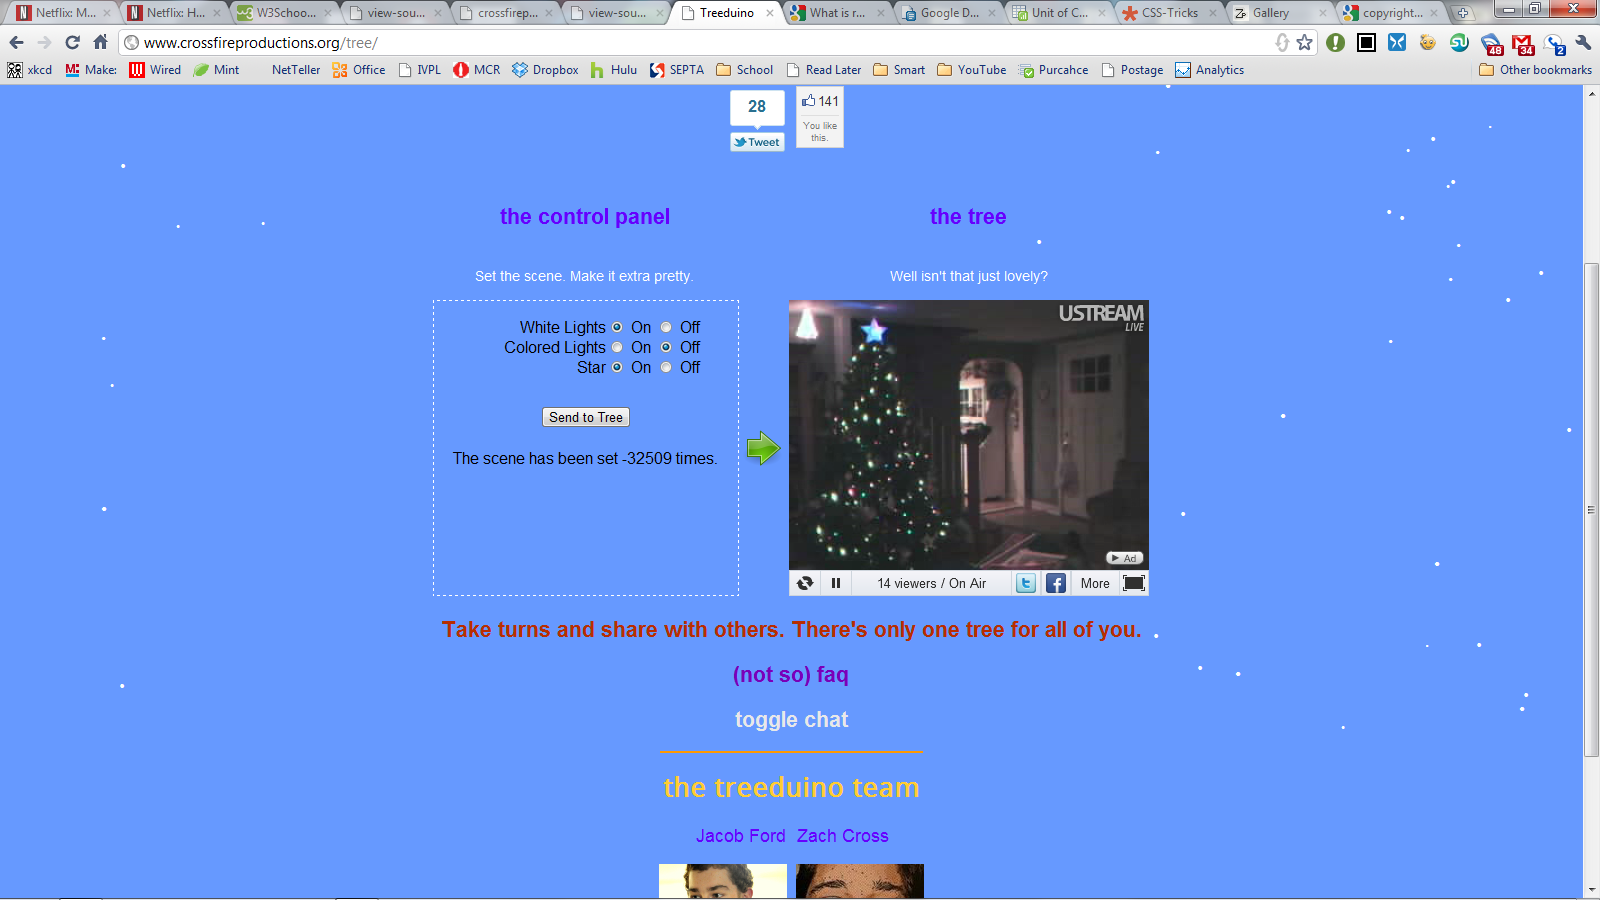 Netflix: M...
Netflix: H...
W3Schoo...
view-sou...
crossfirep...
view-sou...
Treeduino
What is r...
Google D...
Unit of C...
CSS-Tricks
Gallery
copyright...
www.crossfireproductions.org/tree/
48
34
2
xkcd
Make:
Wired
Mint
NetTeller
Office
IVPL
MCR
Dropbox
Hulu
SEPTA
School
Read Later
Smart
YouTube
Purcahce
Postage
Analytics
Other bookmarks
28
Tweet
141
You like
this.
the control panel
the tree
Set the scene. Make it extra pretty.
Well isn't that just lovely?
White Lights On Off
Colored Lights On Off
Star On Off
Send to Tree
The scene has been set -32509 times.
USTREAM
LIVE
Ad
14 viewers / On Air
More
Take turns and share with others. There's only one tree for all of you.
(not so) faq
toggle chat
the treeduino team
Jacob Ford Zach Cross